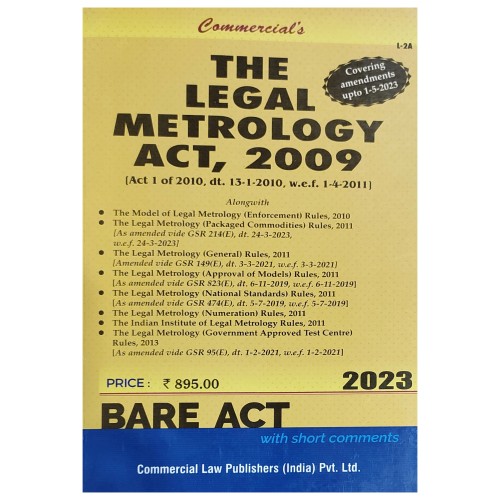 Commercial's
L-2A
Covering
amendments
upto 1-5-2023
THE
LEGAL
METROLOGY
ACT, 2009
[Act 1 of 2010, dt. 13-1-2010, w.e.f. 1-4-2011]
Alongwith
● The Model of Legal Metrology (Enforcement) Rules, 2010
● The Legal Metrology (Packaged Commodities) Rules, 2011
[As amended vide GSR 214(E), dt. 24-3-2023,
w.e.f. 24-3-2023]
● The Legal Metrology (General) Rules, 2011
[Amended vide GSR 149(E), dt. 3-3-2021, w.e.f. 3-3-2021]
● The Legal Metrology (Approval of Models) Rules, 2011
[As amended vide GSR 823(E), dt. 6-11-2019, w.e.f. 6-11-2019]
● The Legal Metrology (National Standards) Rules, 2011
[As amended vide GSR 474(E), dt. 5-7-2019, w.e.f. 5-7-2019]
● The Legal Metrology (Numeration) Rules, 2011
● The Indian Institute of Legal Metrology Rules, 2011
● The Legal Metrology (Government Approved Test Centre)
Rules, 2013
[As amended vide GSR 95(E), dt. 1-2-2021, w.e.f. 1-2-2021]
PRICE : ₹ 895.00
2023
BARE ACT
with short comments
Commercial Law Publishers (India) Pvt. Ltd.